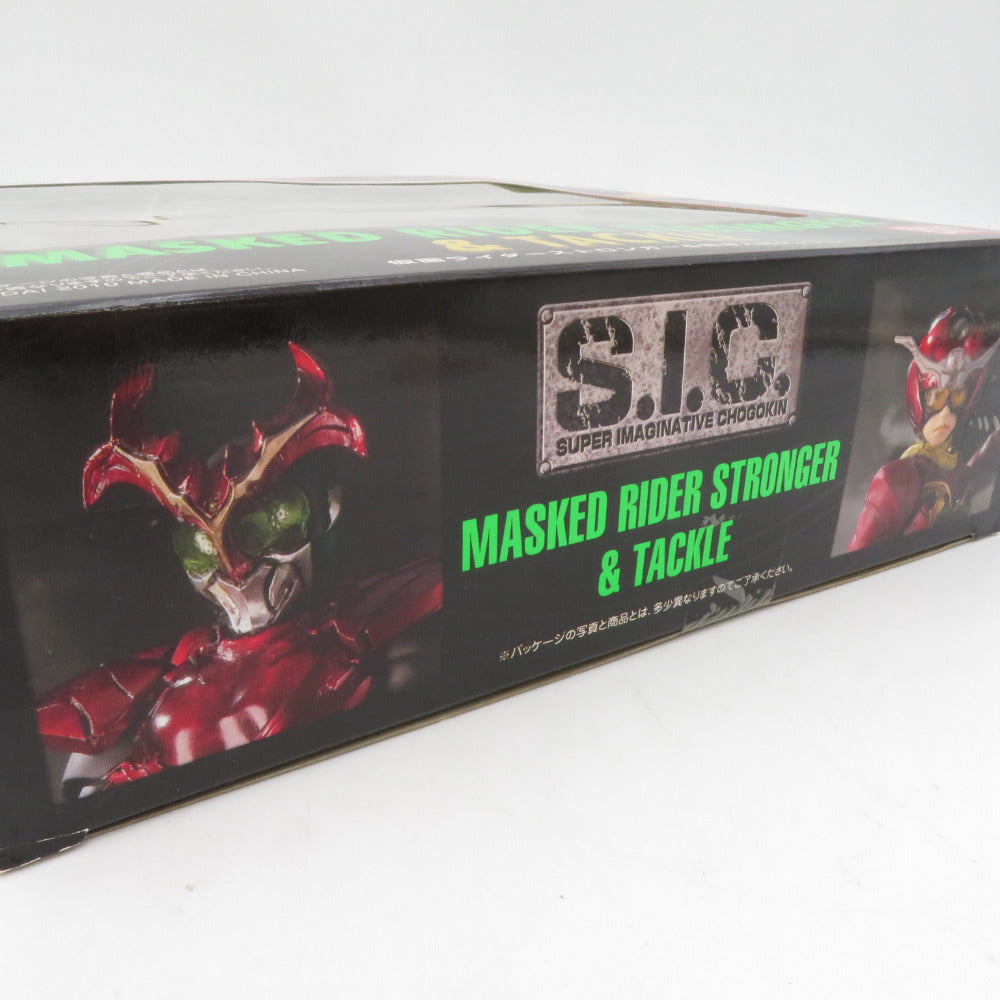 MASKED RIDER
& TACKLE
MADE IN CHINA
S.I.C.
SUPER IMAGINATIVE CHOGOKIN
MASKED RIDER STRONGER
& TACKLE
※パッケージの写真と商品とは、多少異なりますのでご了承ください。